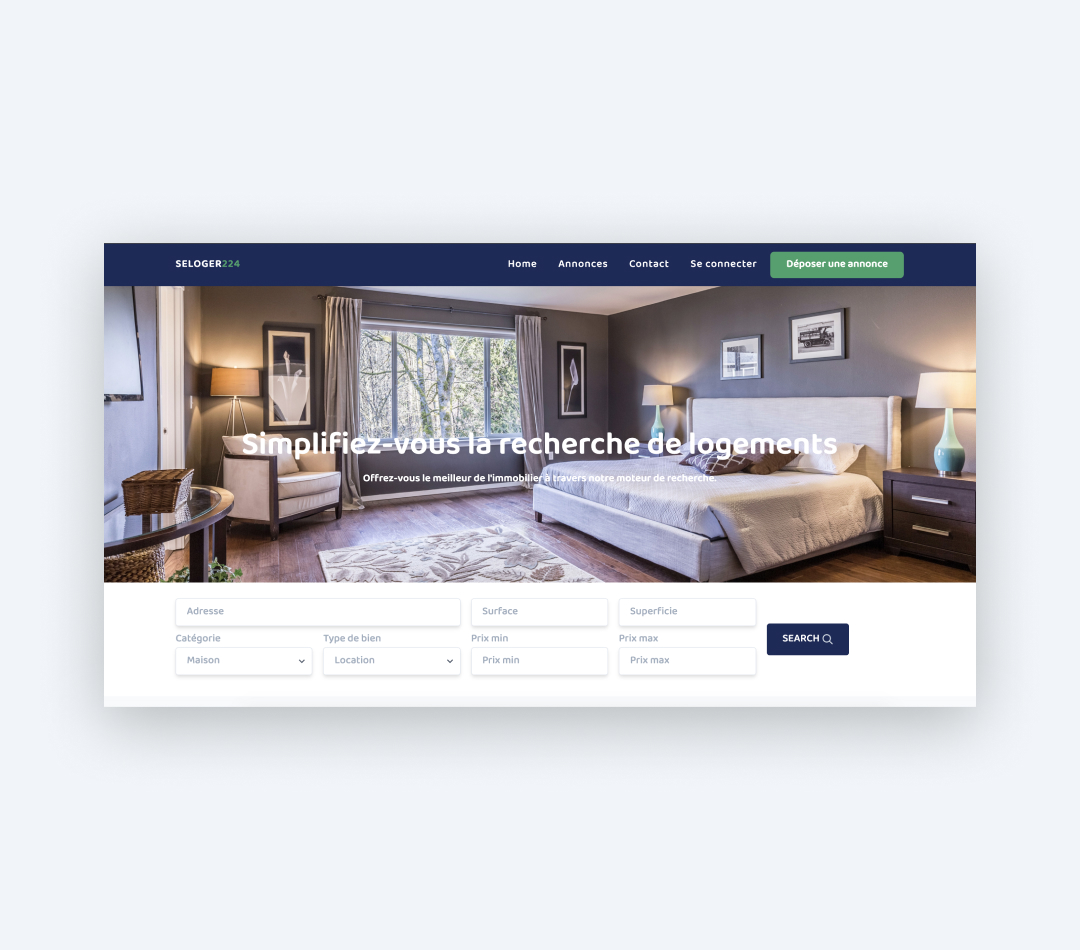 SELOGER224
Home Annonces Contact Se connecter Déposer une annonce
Simplifiez-vous la recherche de logements
Offrez-vous le meilleur de l'immobilier à travers notre moteur de recherche.
Adresse Surface Superficie
Catégorie Type de bien Prix min Prix max
Maison Location Prix min Prix max
SEARCH